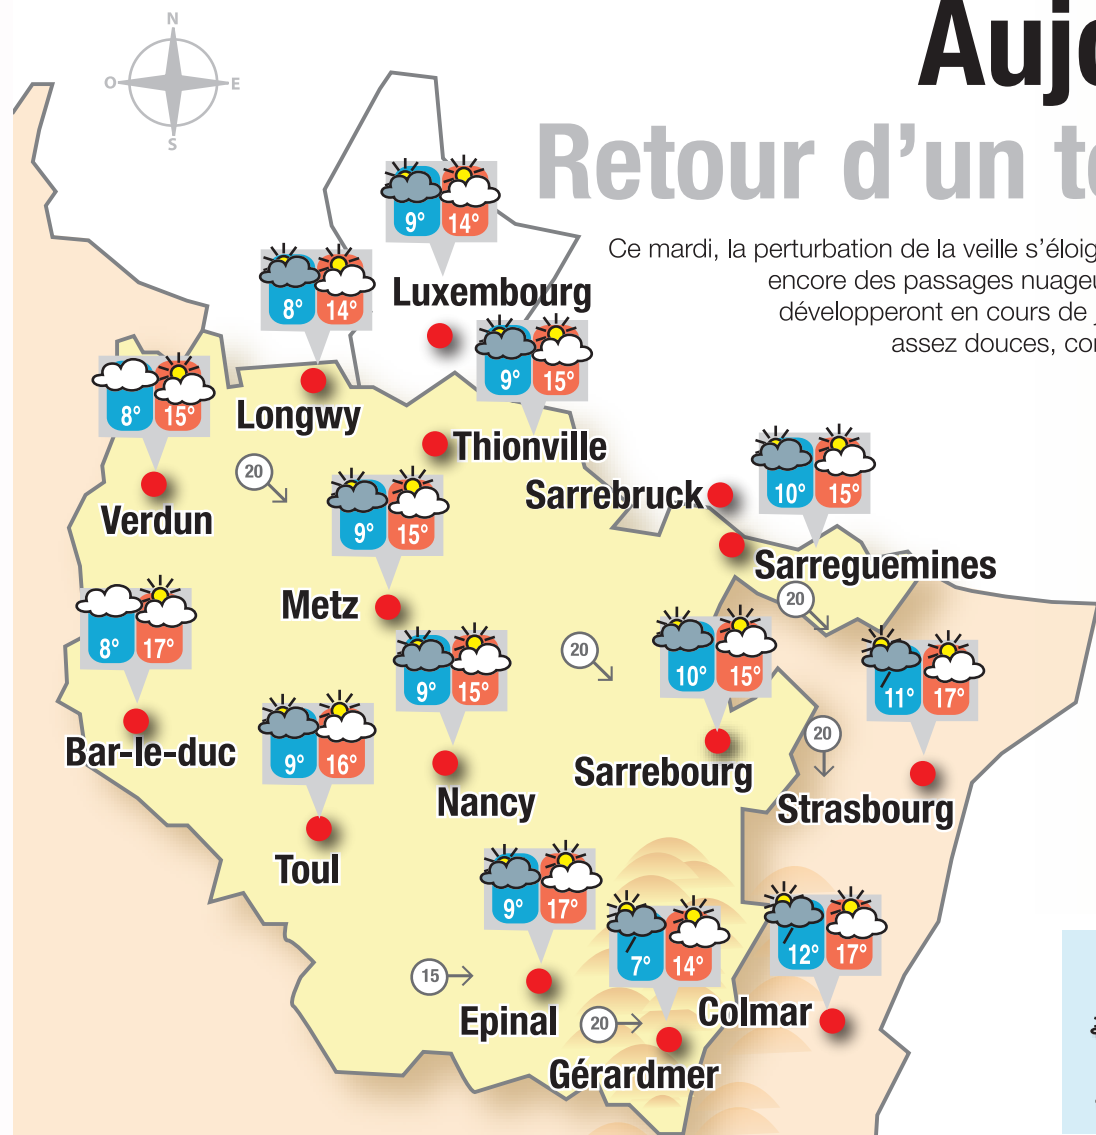 N
O E
S
Aujo
Retour d'un te
Ce mardi, la perturbation de la veille s'éloig
encore des passages nuageu
développeront en cours de j
assez douces, con
9° 14°
Luxembourg
8° 14°
Longwy
9° 15°
Thionville
8° 15°
Verdun
20
10° 15°
Sarrebruck
Sarreguemines
9° 15°
Metz
20
8° 17°
Bar-le-duc
9° 15°
Nancy
20
10° 15°
Sarrebourg
11° 17°
Strasbourg
20
9° 16°
Toul
9° 17°
Epinal
15
7° 14°
Gérardmer
20
12° 17°
Colmar